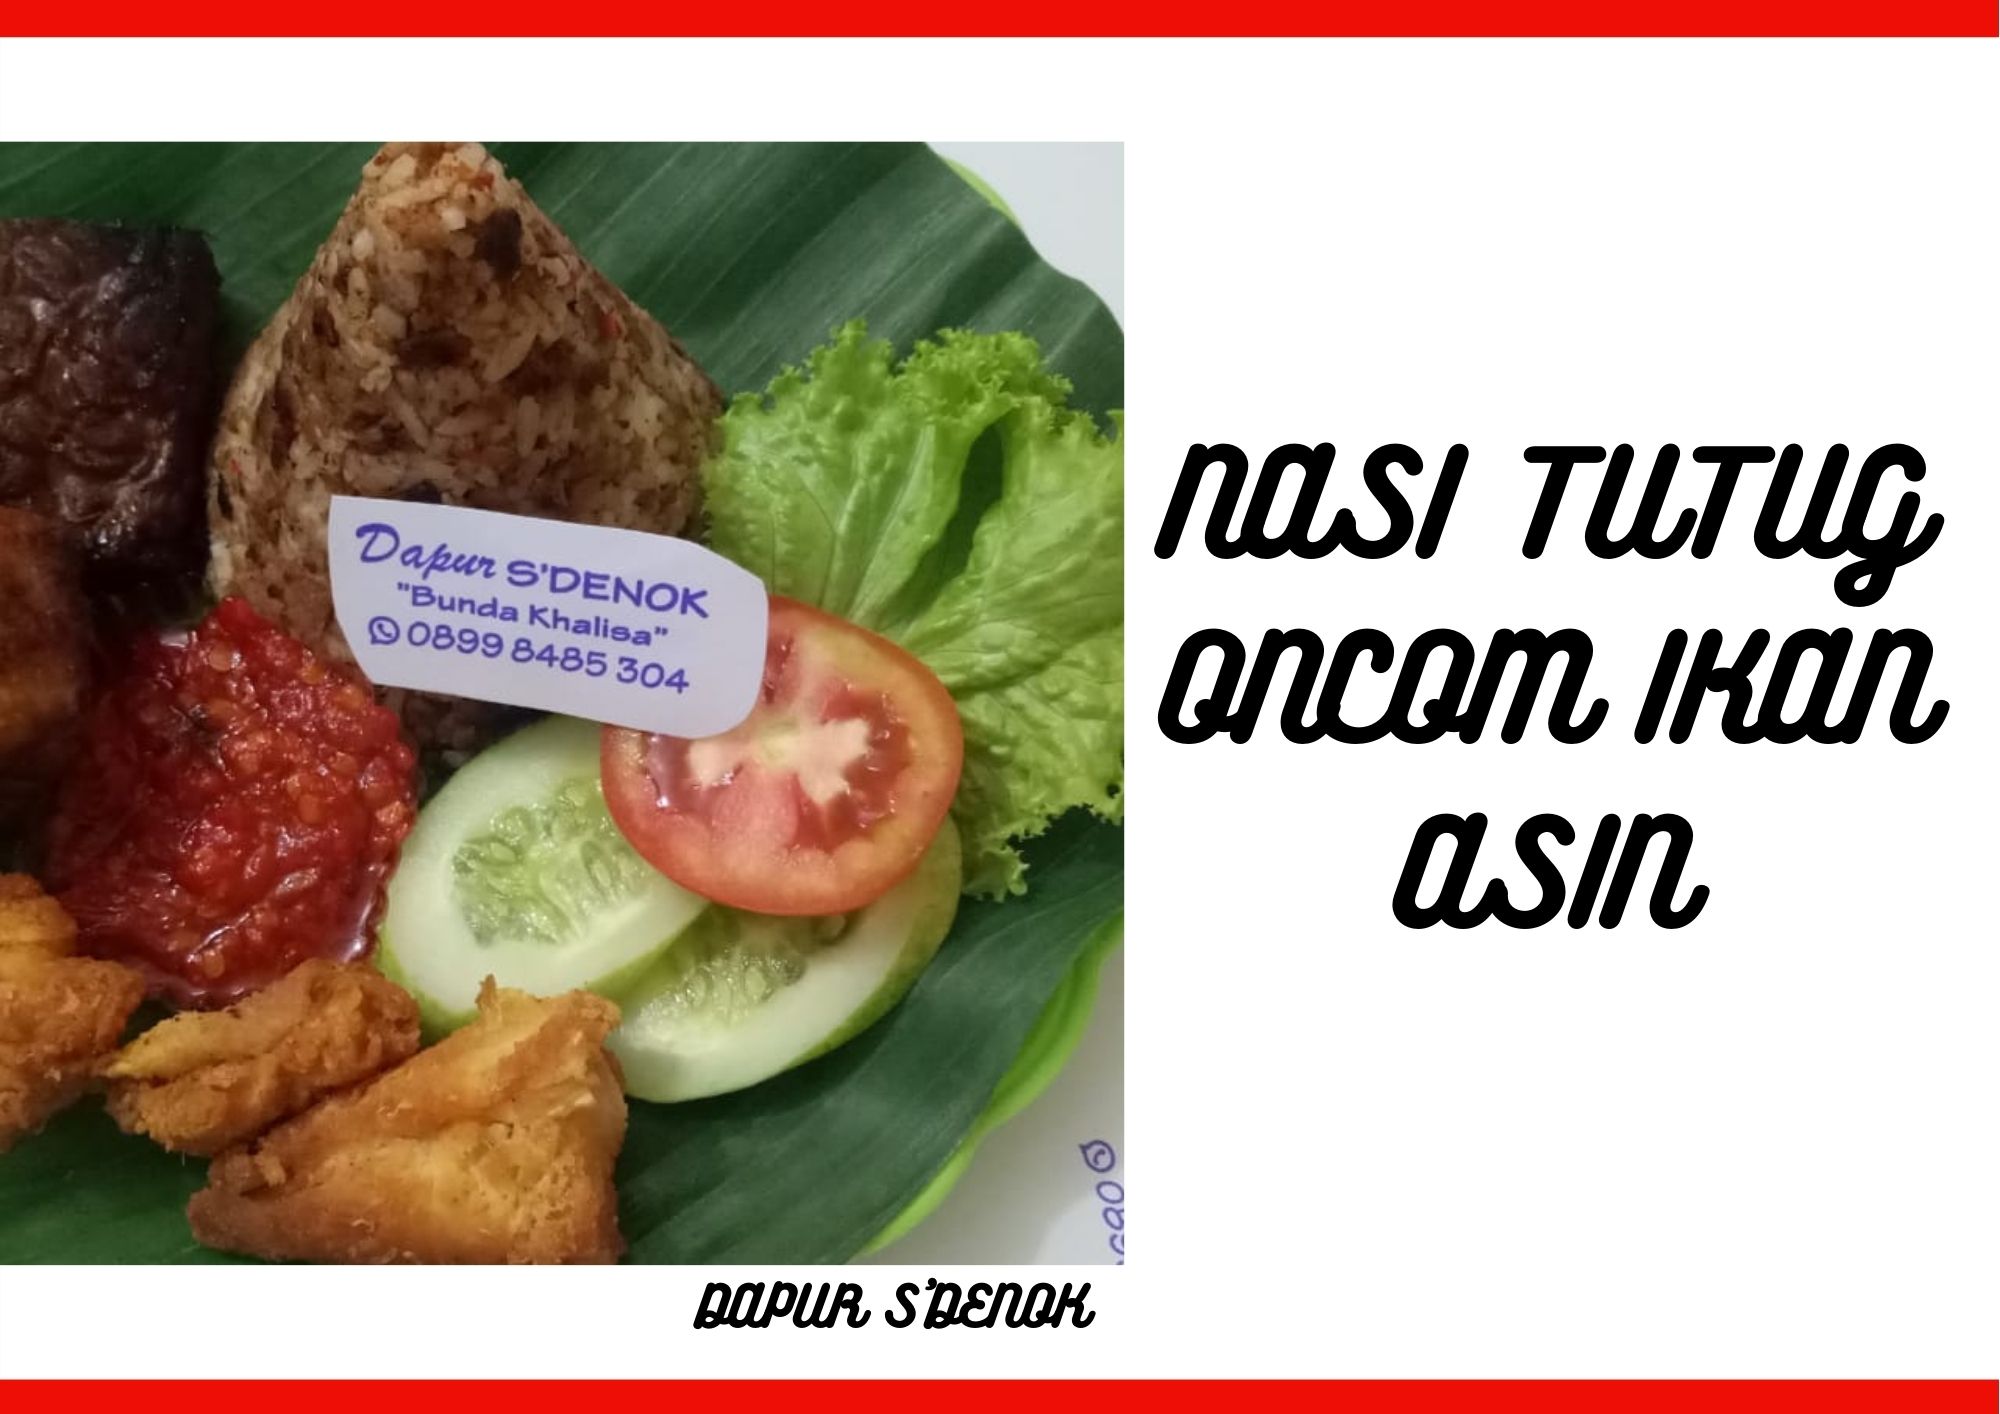 Dapur S'DENOK
"Bunda Khalisa"
0899 8485 304
NASI TUTUG
ONCOM IKAN
ASIN
DAPUR S'DENOK